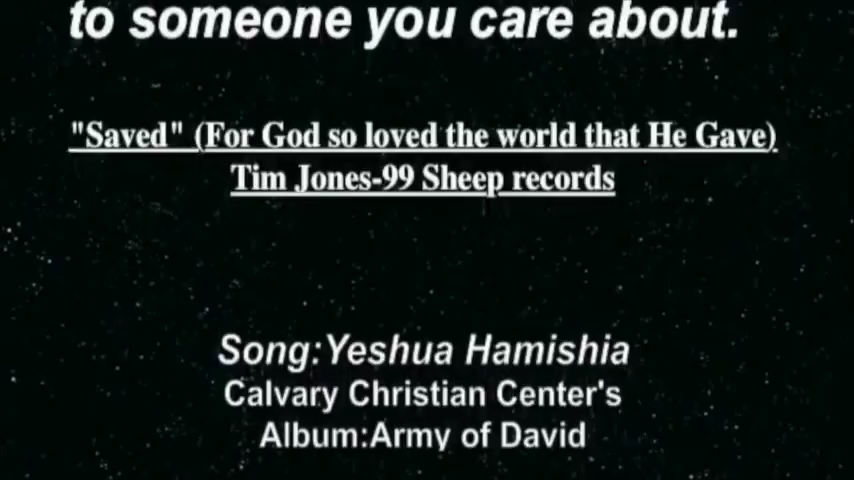 to someone you care about.
"Saved" (For God so loved the world that He Gave)
Tim Jones-99 Sheep records
Song:Yeshua Hamishia
Calvary Christian Center's
Album:Army of David